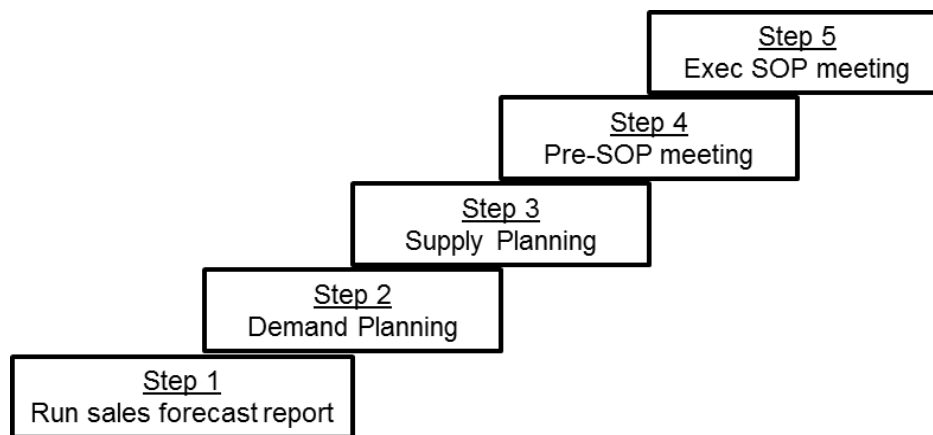 Step 5
Exec SOP meeting
Step 4
Pre-SOP meeting
Step 3
Supply Planning
Step 2
Demand Planning
Step 1
Run sales forecast report